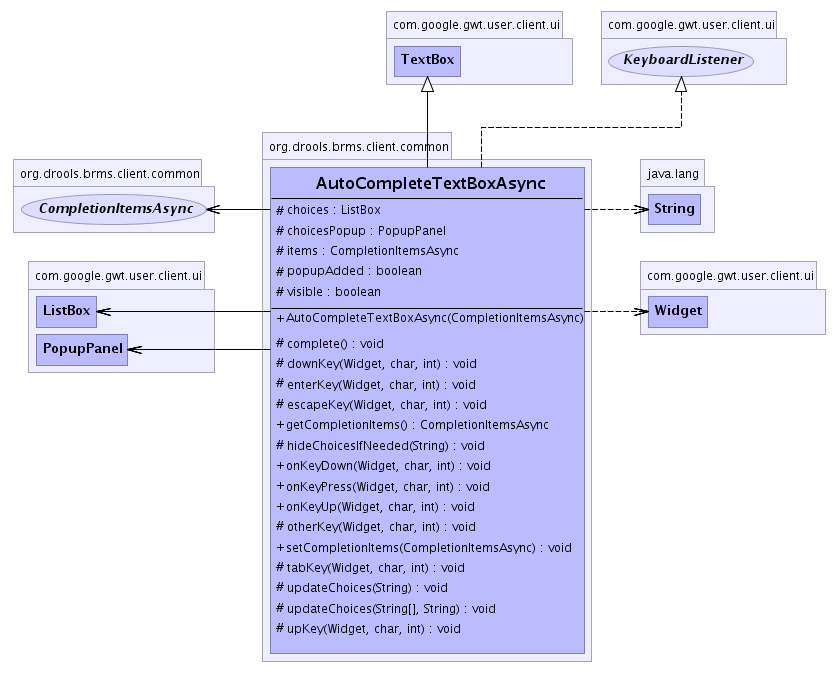 com.google.gwt.user.client.ui
TextBox
com.google.gwt.user.client.ui
KeyboardListener
org.drools.brms.client.common
CompletionItemsAsync
com.google.gwt.user.client.ui
ListBox
PopupPanel
org.drools.brms.client.common
AutoCompleteTextBoxAsync
# choices : ListBox
# choicesPopup : PopupPanel
# items : CompletionItemsAsync
# popupAdded : boolean
# visible : boolean
+ AutoCompleteTextBoxAsync(CompletionItemsAsync)
# complete() : void
# downKey(Widget, char, int) : void
# enterKey(Widget, char, int) : void
# escapeKey(Widget, char, int) : void
+ getCompletionItems() : CompletionItemsAsync
# hideChoicesIfNeeded(String) : void
+ onKeyDown(Widget, char, int) : void
+ onKeyPress(Widget, char, int) : void
+ onKeyUp(Widget, char, int) : void
# otherKey(Widget, char, int) : void
+ setCompletionItems(CompletionItemsAsync) : void
# tabKey(Widget, char, int) : void
# updateChoices(String) : void
# updateChoices(String[], String) : void
# upKey(Widget, char, int) : void
java.lang
String
com.google.gwt.user.client.ui
Widget